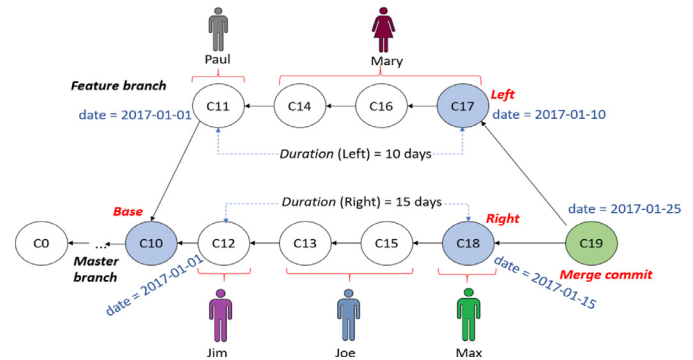 Paul
Mary
Feature branch
C11
C14
C16
C17
Left
date = 2017-01-01
date = 2017-01-10
Duration (Left) = 10 days
Duration (Right) = 15 days
date = 2017-01-25
Base
Right
C0
...
C10
C12
C13
C15
C18
C19
Master
branch
date = 2017-01-01
date = 2017-01-15
Merge commit
Jim
Joe
Max